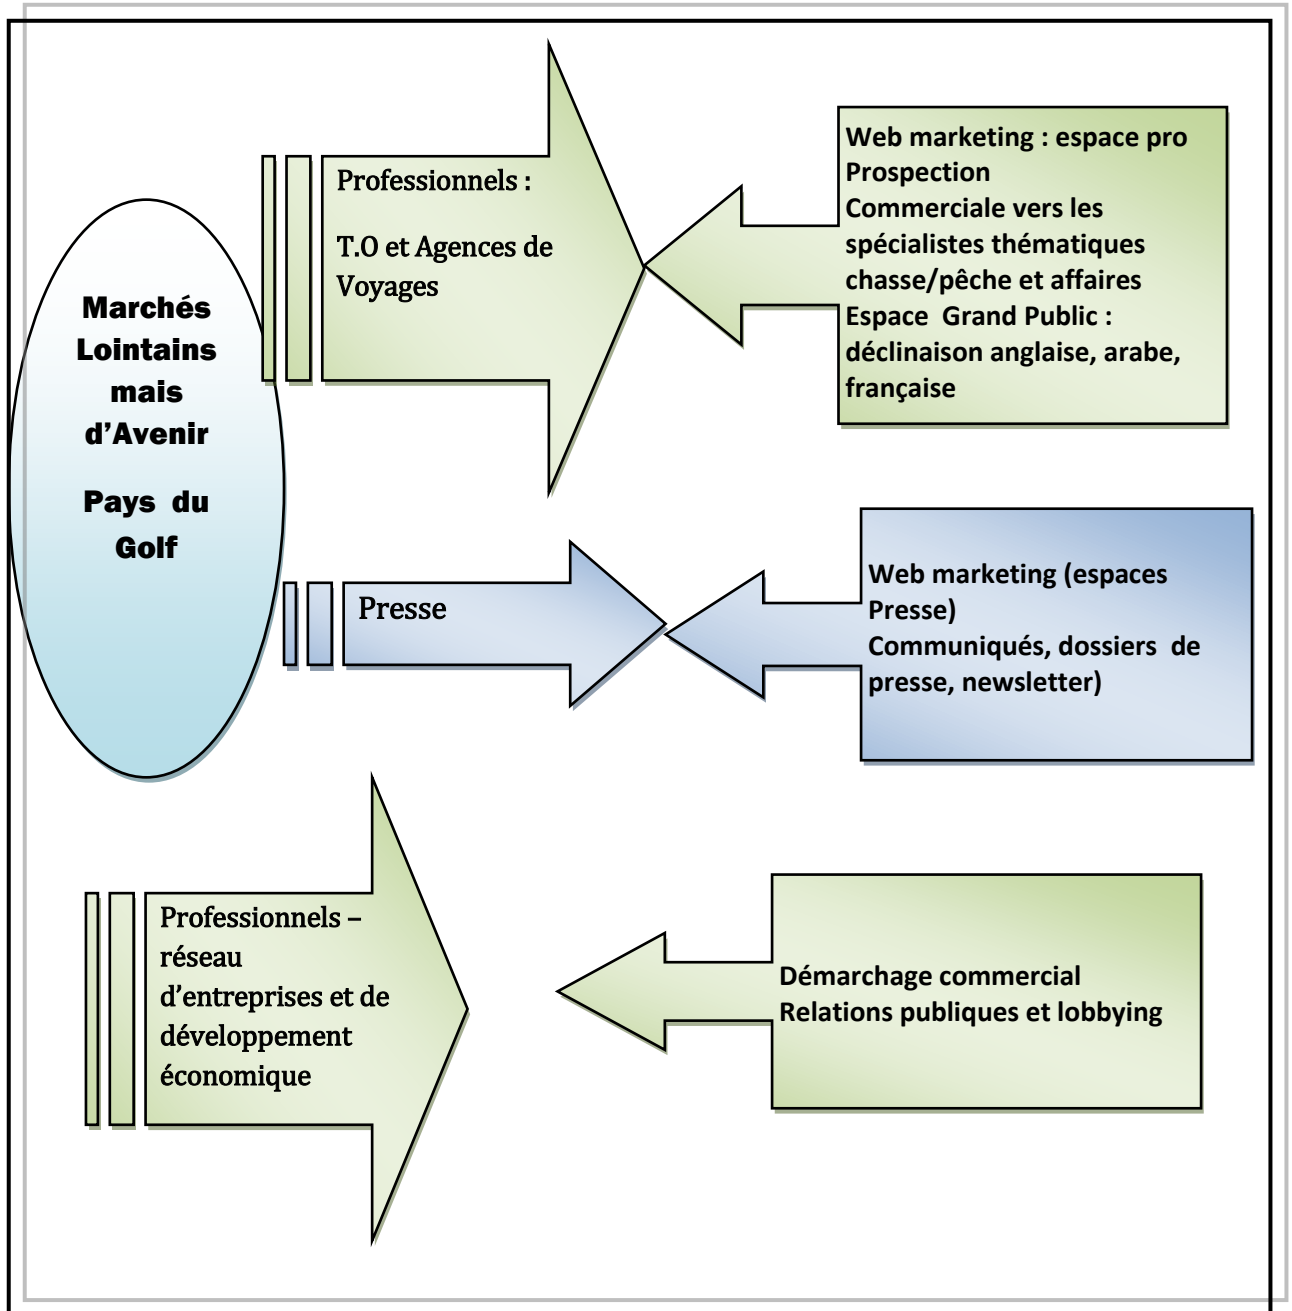 Marchés
Lointains
mais
d'Avenir
Pays  du
Golf
Professionnels :
T.O et Agences de
Voyages
Web marketing : espace pro
Prospection
Commerciale vers les
spécialistes thématiques
chasse/pêche et affaires
Espace  Grand Public :
déclinaison anglaise, arabe,
française
Presse
Web marketing (espaces
Presse)
Communiqués, dossiers  de
presse, newsletter)
Professionnels –
réseau
d'entreprises et de
développement
économique
Démarchage commercial
Relations publiques et lobbying